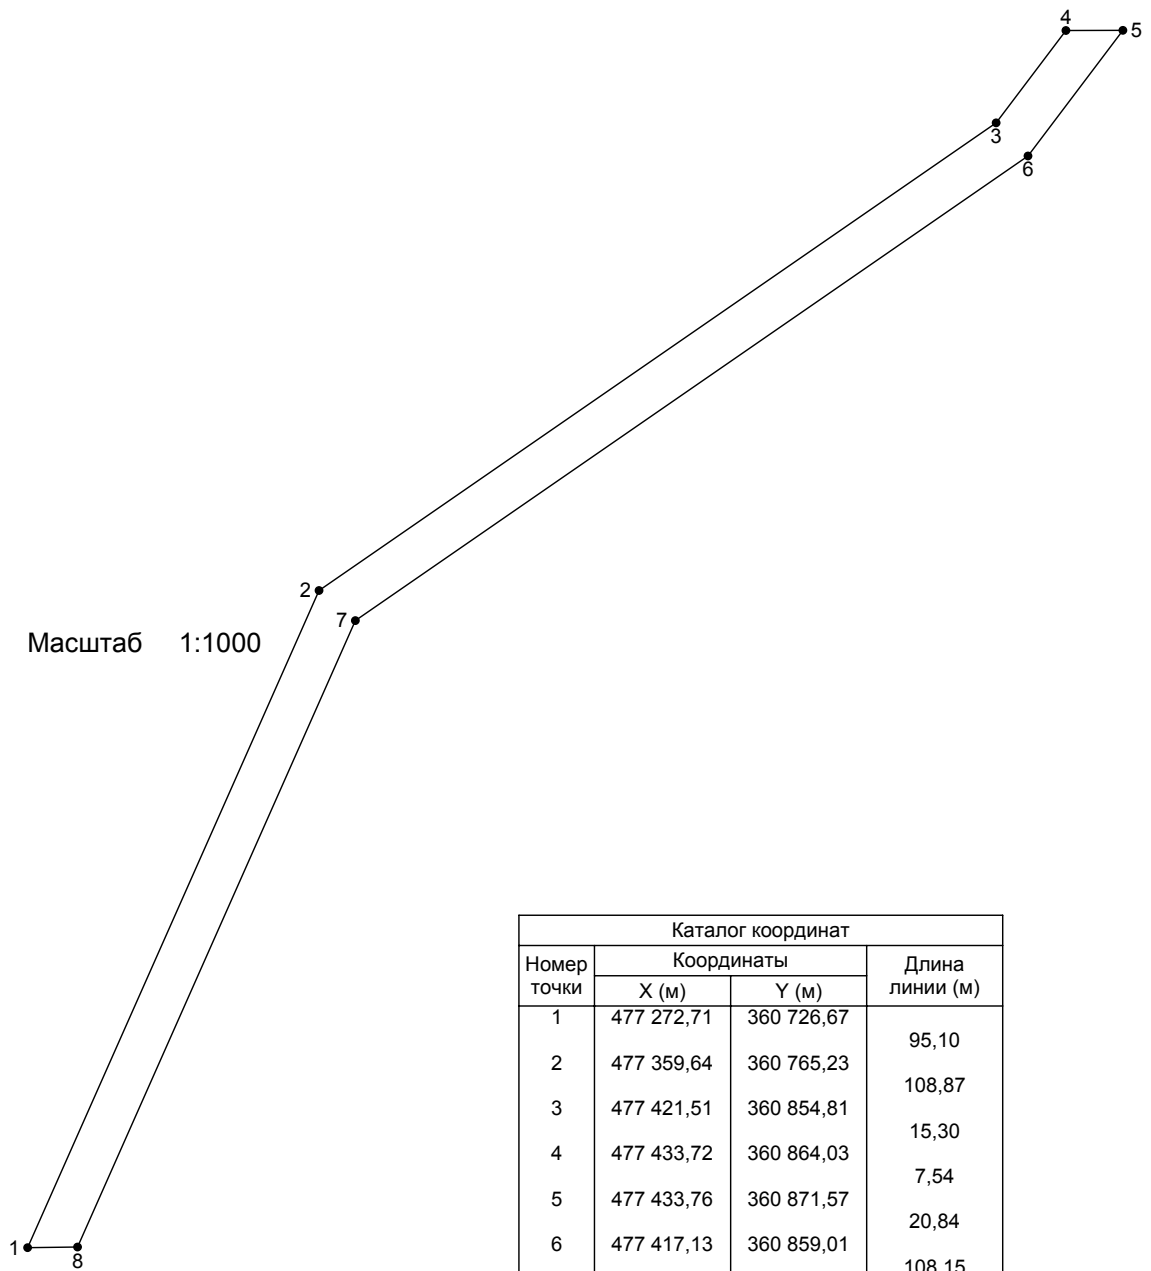 4
5
3
6
2
7
Масштаб 1:1000
1
8
Каталог координат
Номер точки Координаты Длина линии (м)
X (м) Y (м)
1 477 272,71 360 726,67
95,10
2 477 359,64 360 765,23
108,87
3 477 421,51 360 854,81
15,30
4 477 433,72 360 864,03
7,54
5 477 433,76 360 871,57
20,84
6 477 417,13 360 859,01
108,15